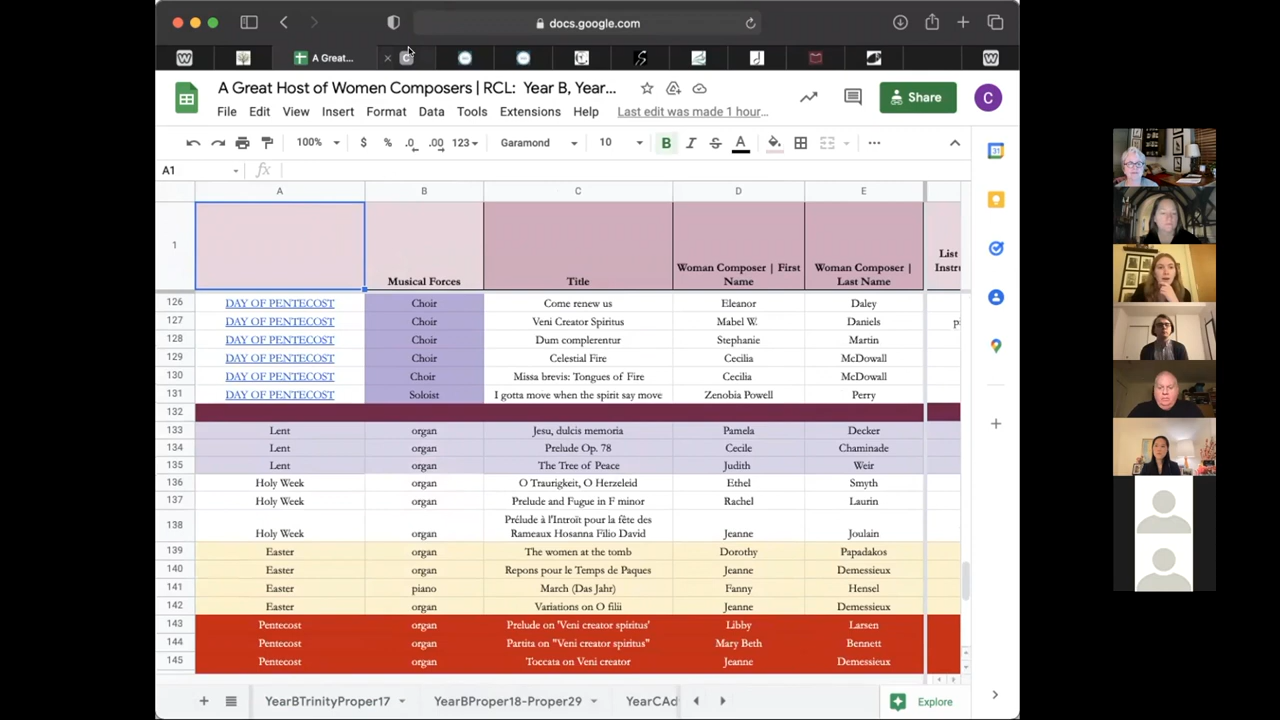 docs.google.com
A Great...
A Great Host of Women Composers | RCL: Year B, Year...
File Edit View Insert Format Data Tools Extensions Help Last edit was made 1 hour...
Share
C
100% $ % .0 .00 123 Garamond 10 B I S A
A1 fx
A B C D E
1 Musical Forces Title Woman Composer | First Name Woman Composer | Last Name List Instru
126 DAY OF PENTECOST Choir Come renew us Eleanor Daley
127 DAY OF PENTECOST Choir Veni Creator Spiritus Mabel W. Daniels
128 DAY OF PENTECOST Choir Dum complerentur Stephanie Martin
129 DAY OF PENTECOST Choir Celestial Fire Cecilia McDowall
130 DAY OF PENTECOST Choir Missa brevis: Tongues of Fire Cecilia McDowall
131 DAY OF PENTECOST Soloist I gotta move when the spirit say move Zenobia Powell Perry
132
133 Lent organ Jesu, dulcis memoria Pamela Decker
134 Lent organ Prelude Op. 78 Cecile Chaminade
135 Lent organ The Tree of Peace Judith Weir
136 Holy Week organ O Traurigkeit, O Herzeleid Ethel Smyth
137 Holy Week organ Prelude and Fugue in F minor Rachel Laurin
138 Holy Week organ Prélude à l'Introït pour la fête des Rameaux Hosanna Filio David Jeanne Joulain
139 Easter organ The women at the tomb Dorothy Papadakos
140 Easter organ Repons pour le Temps de Paques Jeanne Demessieux
141 Easter piano March (Das Jahr) Fanny Hensel
142 Easter organ Variations on O filii Jeanne Demessieux
143 Pentecost organ Prelude on 'Veni creator spiritus' Libby Larsen
144 Pentecost organ Partita on "Veni creator spiritus" Mary Beth Bennett
145 Pentecost organ Toccata on Veni creator Jeanne Demessieux
YearBTrinityProper17 YearBProper18-Proper29 YearCAd Explore